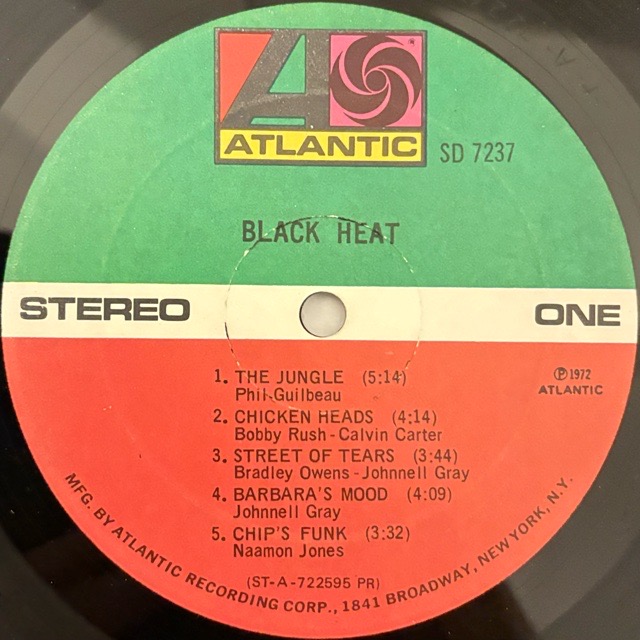 ATLANTIC
SD 7237
BLACK HEAT
STEREO
ONE
1. THE JUNGLE (5:14)
Phil Guilbeau
2. CHICKEN HEADS (4:14)
Bobby Rush - Calvin Carter
3. STREET OF TEARS (3:44)
Bradley Owens - Johnnell Gray
4. BARBARA'S MOOD (4:09)
Johnnell Gray
5. CHIP'S FUNK (3:32)
Naamon Jones
(ST-A-722595 PR)
Ⓟ1972
ATLANTIC
MFG. BY ATLANTIC RECORDING CORP., 1841 BROADWAY, NEW YORK, N.Y.